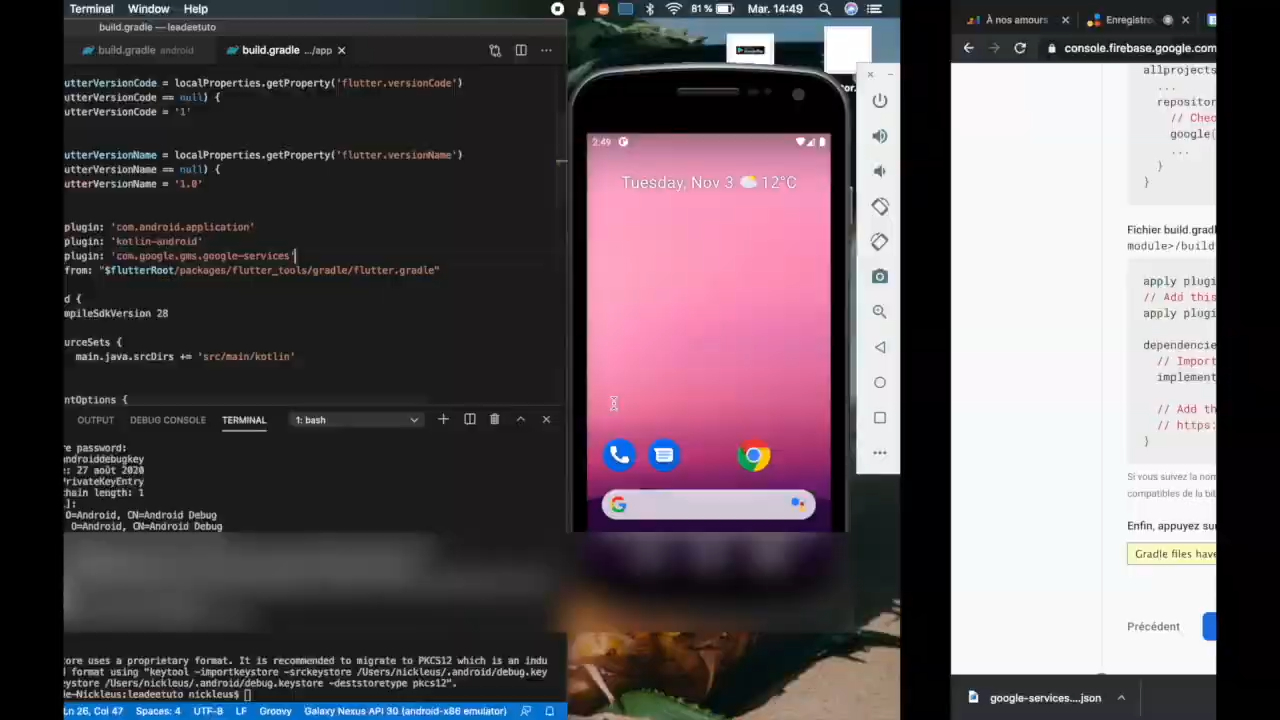 Terminal Window Help
81 % Mar. 14:49
build.gradle — leadeetuto
build.gradle android
build.gradle .../app
utterVersionCode = localProperties.getProperty('flutter.versionCode')
utterVersionCode == null) {
utterVersionCode = '1'
utterVersionName = localProperties.getProperty('flutter.versionName')
utterVersionName == null) {
utterVersionName = '1.0'
plugin: 'com.android.application'
plugin: 'kotlin-android'
plugin: 'com.google.gms.google-services'
from: "$flutterRoot/packages/flutter_tools/gradle/flutter.gradle"
d {
mpileSdkVersion 28
urceSets {
main.java.srcDirs += 'src/main/kotlin'
ntOptions {
OUTPUT DEBUG CONSOLE TERMINAL 1: bash
re password:
androiddebugkey
e: 27 août 2020
PrivateKeyEntry
chain length: 1
]:
O=Android, CN=Android Debug
O=Android, CN=Android Debug
tore uses a proprietary format. It is recommended to migrate to PKCS12 which is an indu
d format using "keytool -importkeystore -srckeystore /Users/nickleus/.android/debug.key
keystore /Users/nickleus/.android/debug.keystore -deststoretype pkcs12".
de-Nickleus:leadeetuto nickleus$
Ln 26, Col 47 Spaces: 4 UTF-8 LF Groovy Galaxy Nexus API 30 (android-x86 emulator)
2:49
Tuesday, Nov 3 12°C
À nos amours
Enregistre
console.firebase.google.com
allprojects
...
repositor
// Chec
google(
...
}
}
Fichier build.gradl
module>/build
apply plugi
// Add this
apply plugi
dependencie
// Import
implement
// Add th
// https:
}
Si vous suivez la nom
compatibles de la bib
Enfin, appuyez sur
Gradle files have
Précédent
google-services....json